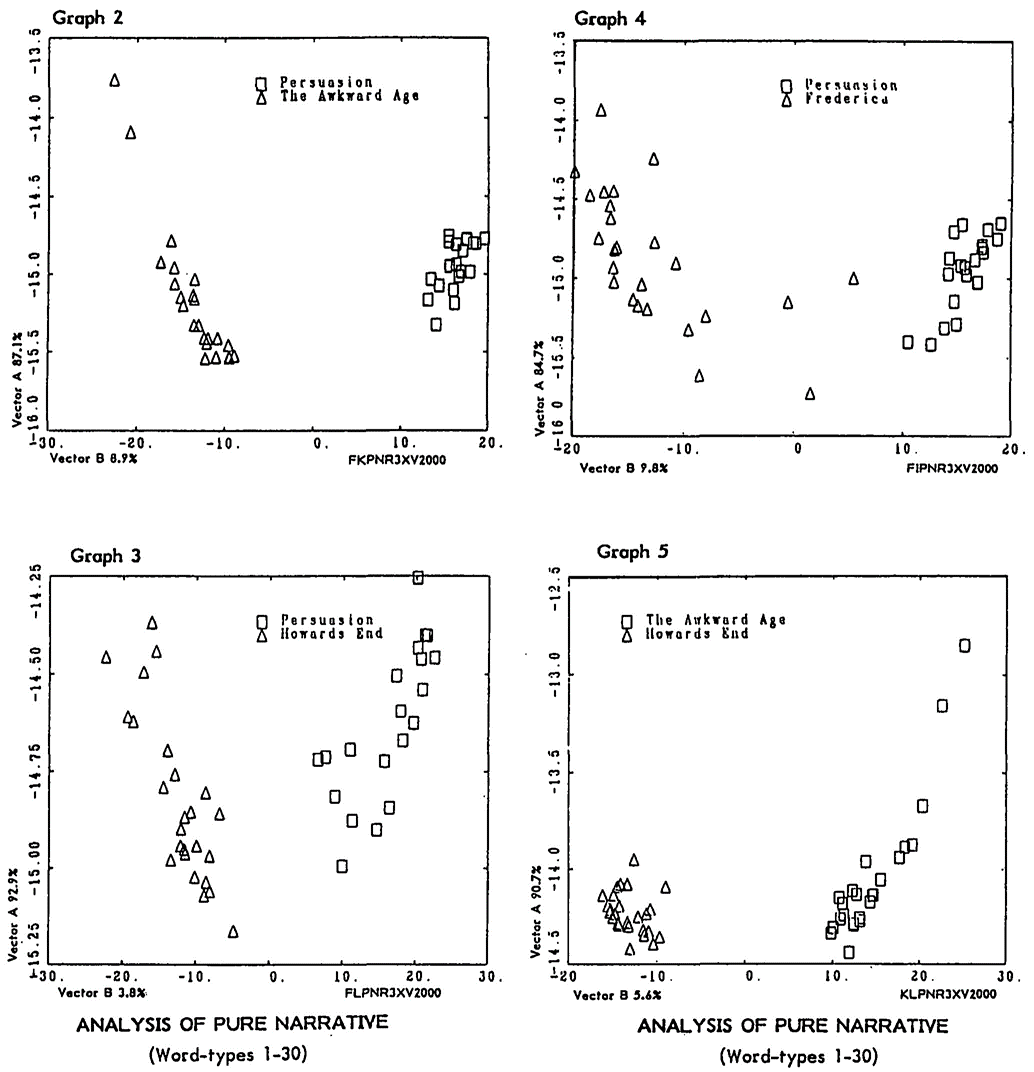 Graph 2
-13.5
-14.0
-14.5
-15.0
-15.5
-16.0
Vector A 87.1%
Persuasion
The Awkward Age
-30. -20. -10. 0. 10. 20.
Vector B 8.9% FKPNR3XV2000
Graph 4
-13.5
-14.0
-14.5
-15.0
-15.5
-16.0
Vector A 84.7%
Persuasion
Frederica
-20 -10. 0 10. 20.
Vector B 9.8% FIPNR3XV2000
Graph 3
-14.25
-14.50
-14.75
-15.00
-15.25
Vector A 92.9%
Persuasion
Howards End
-30. -20. -10. 0. 10. 20. 30.
Vector B 3.8% FLPNR3XV2000
ANALYSIS OF PURE NARRATIVE
(Word-types 1-30)
Graph 5
-12.5
-13.0
-13.5
-14.0
-14.5
Vector A 90.7%
The Awkward Age
Howards End
-20 -10. 0. 10. 20. 30.
Vector B 5.6% KLPNR3XV2000
ANALYSIS OF PURE NARRATIVE
(Word-types 1-30)